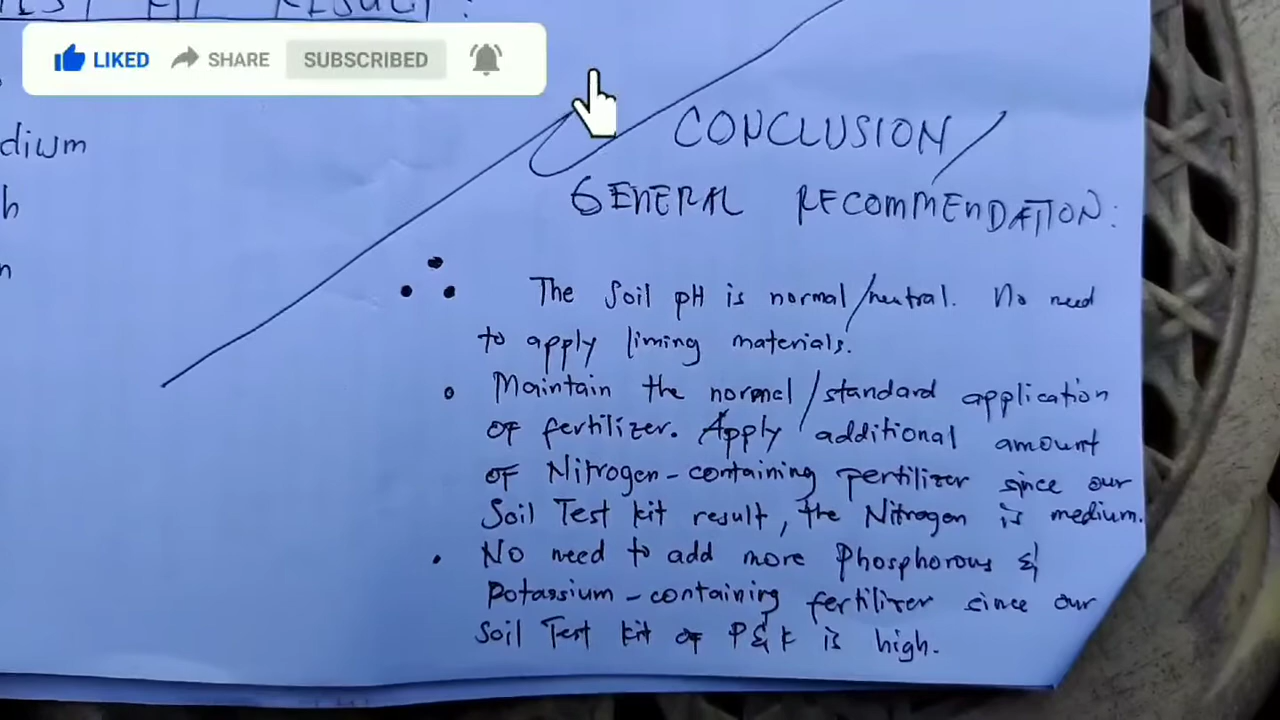 TEST KIT RESULT :
LIKED SHARE SUBSCRIBED
dium
h
n
CONCLUSION /
GENERAL RECOMMENDATION:
The Soil pH is normal/neutral. No need
to apply liming materials.
• Maintain the normal/standard application
of fertilizer. Apply additional amount
of Nitrogen-containing fertilizer since our
Soil Test kit result, the Nitrogen is medium.
• No need to add more Phosphorous &
Potassium-containing fertilizer since our
Soil Test kit of P & K is high.